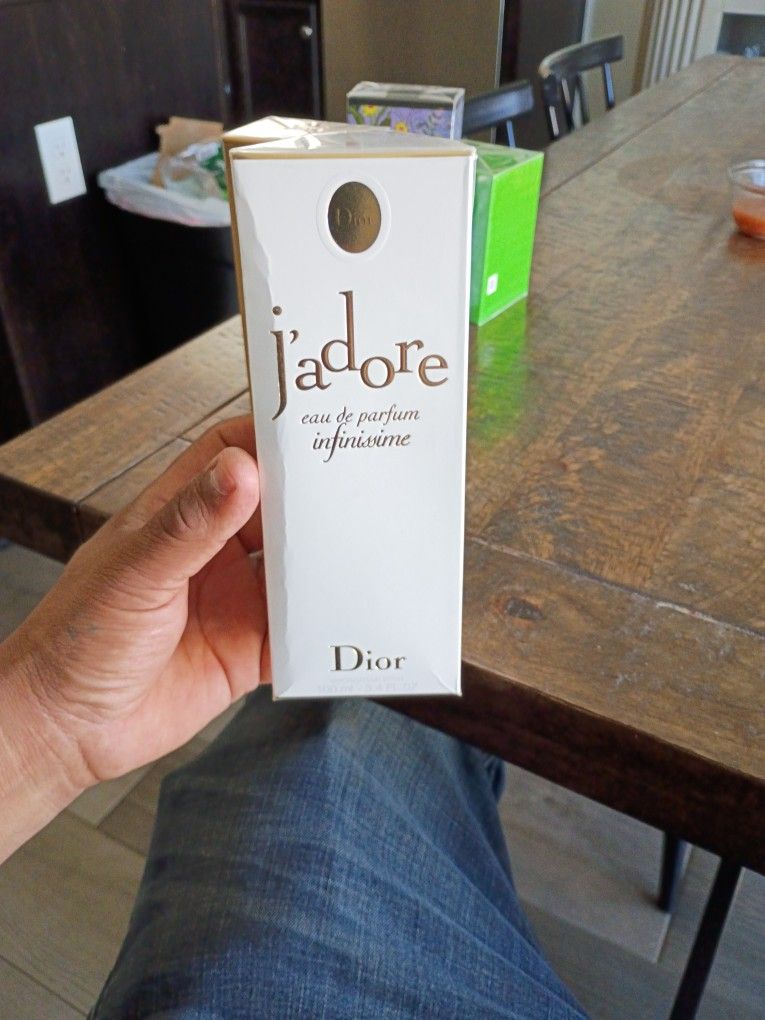 Dior
j'adore
eau de parfum
infinissime
Dior